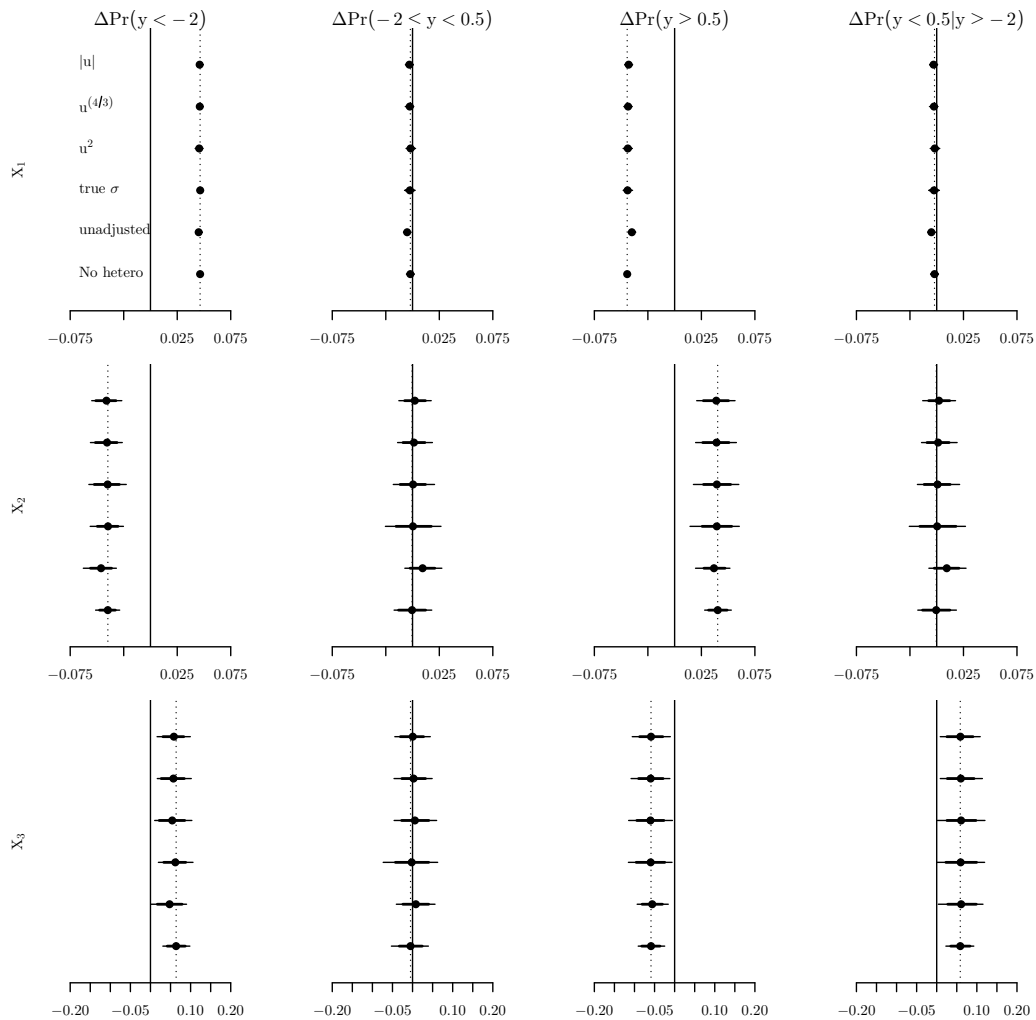 ΔPr(y < −2)
ΔPr(−2 < y < 0.5)
ΔPr(y > 0.5)
ΔPr(y < 0.5|y > −2)
X₁
|u|
u^(4/3)
u²
true σ
unadjusted
No hetero
−0.075 0.025 0.075
−0.075 0.025 0.075
−0.075 0.025 0.075
−0.075 0.025 0.075
X₂
−0.075 0.025 0.075
−0.075 0.025 0.075
−0.075 0.025 0.075
−0.075 0.025 0.075
X₃
−0.20 −0.05 0.10 0.20
−0.20 −0.05 0.10 0.20
−0.20 −0.05 0.10 0.20
−0.20 −0.05 0.10 0.20